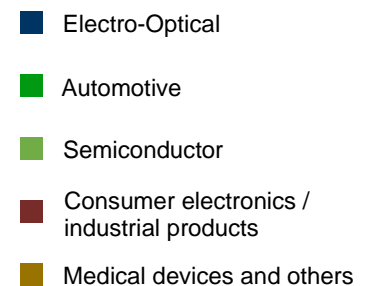 Electro-Optical
Automotive
Semiconductor
Consumer electronics /
industrial products
Medical devices and others